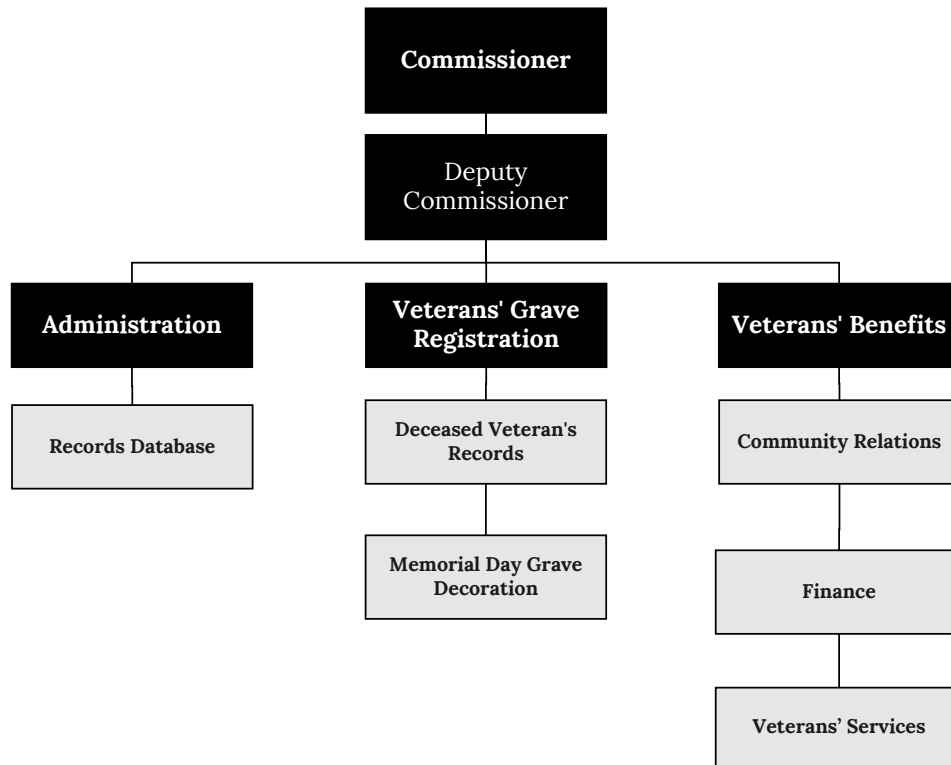 Commissioner
Deputy
Commissioner
Administration
Veterans' Grave
Registration
Veterans' Benefits
Records Database
Deceased Veteran's
Records
Community Relations
Memorial Day Grave
Decoration
Finance
Veterans’ Services